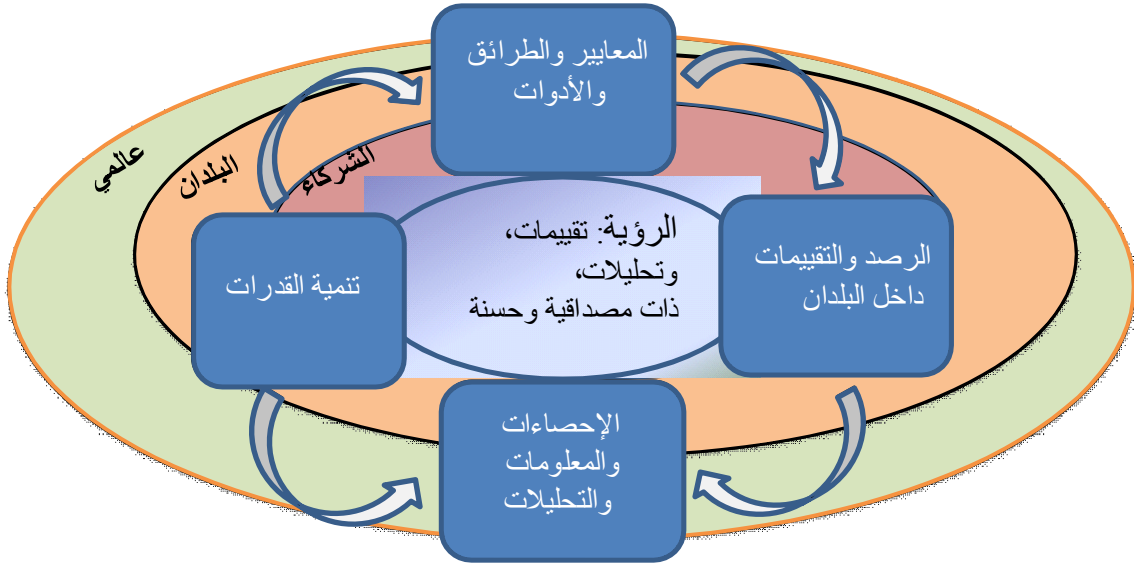 المعايير والطرائق
والأدوات
عالمي
البلدان
الشركاء
الرؤية: تقييمات،
وتحليلات،
ذات مصداقية وحسنة
الرصد والتقييمات
داخل البلدان
تنمية القدرات
الإحصاءات
والمعلومات
والتحليلات